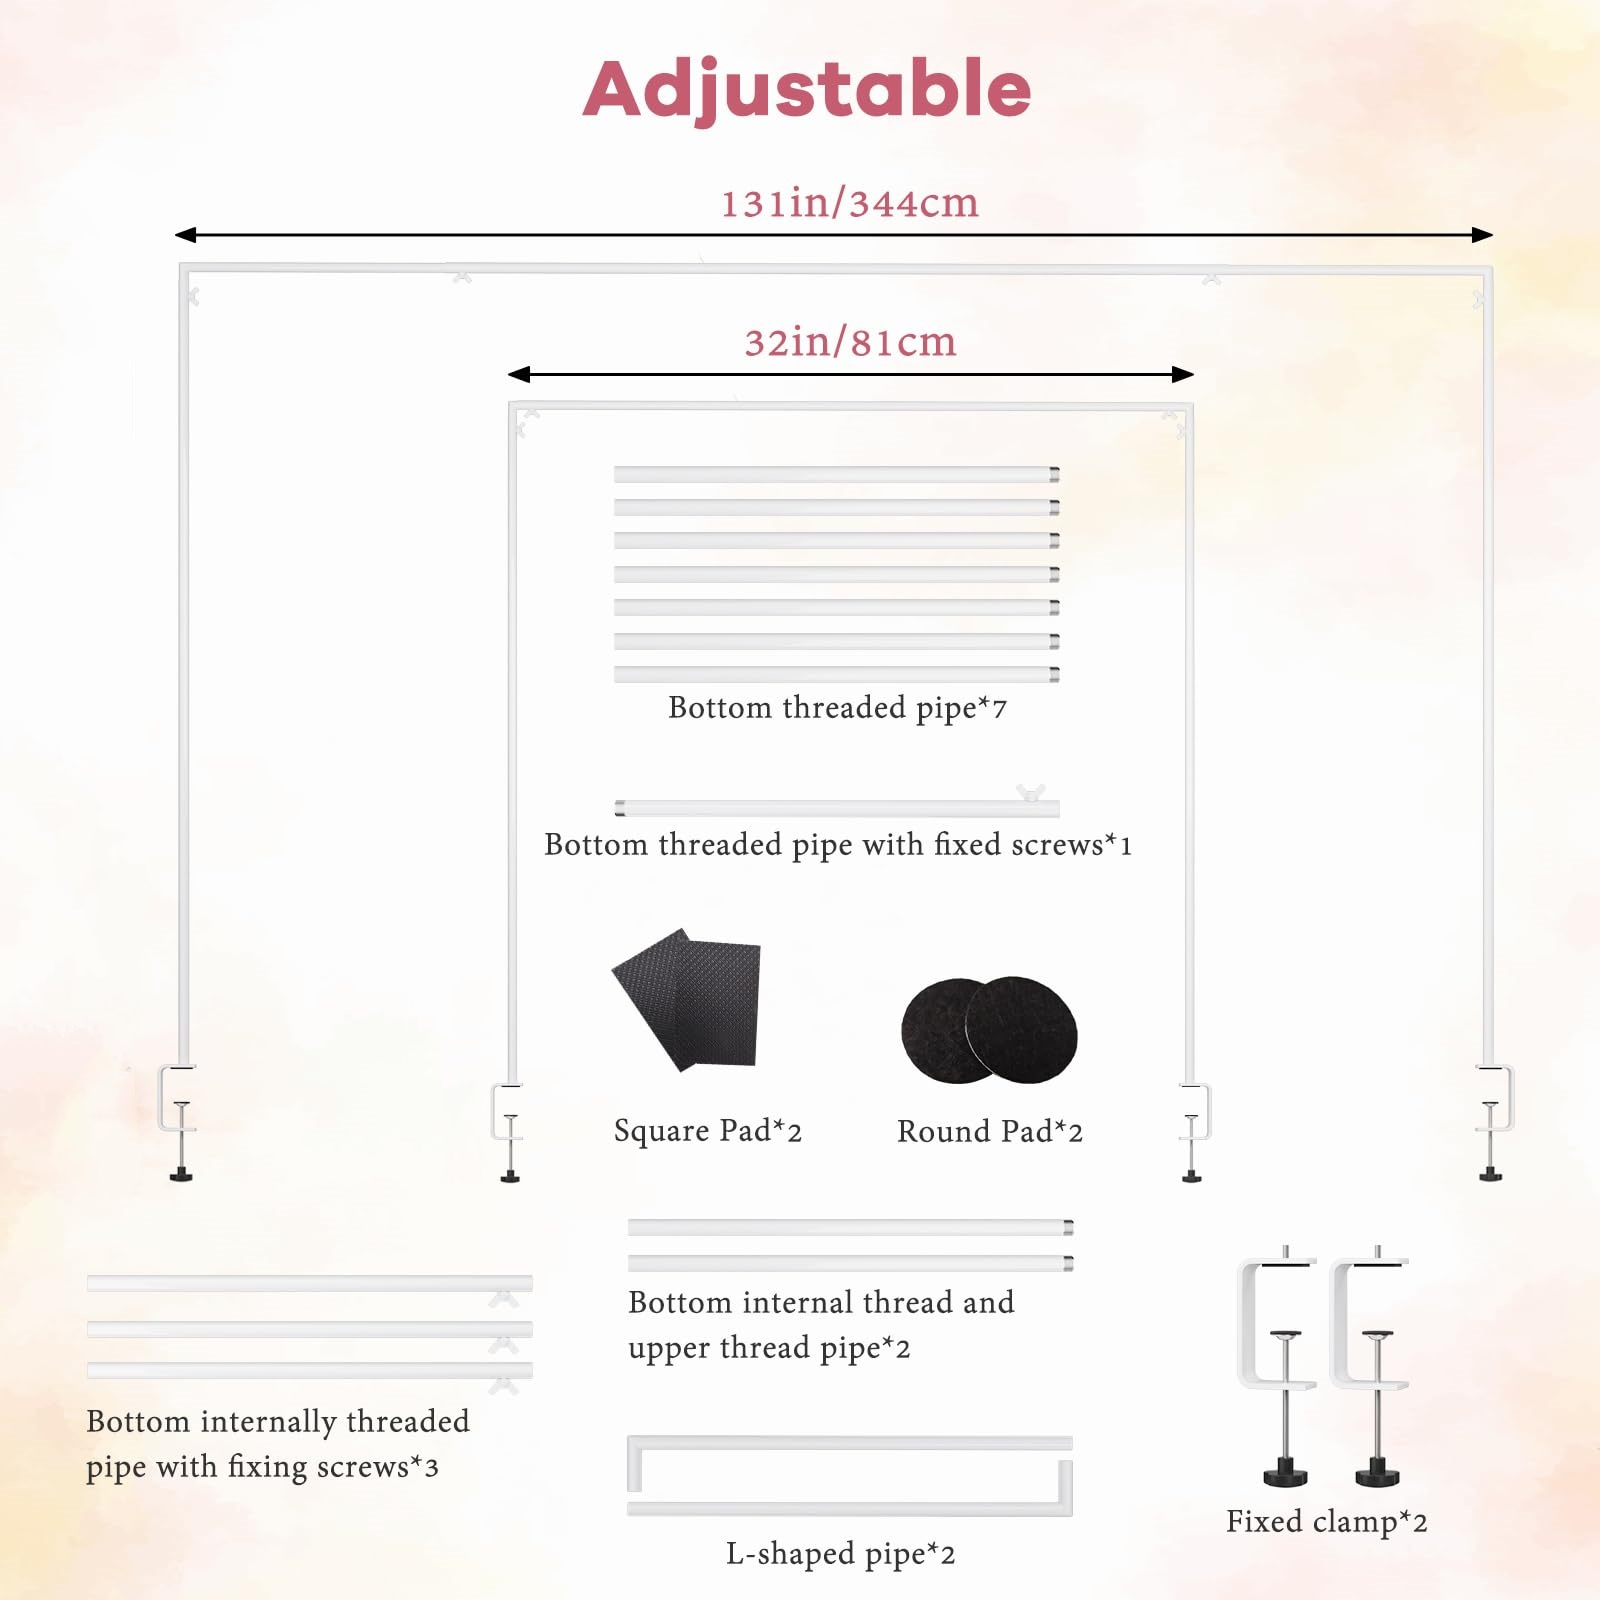 Adjustable
131in/344cm
32in/81cm
Bottom threaded pipe*7
Bottom threaded pipe with fixed screws*1
Square Pad*2
Round Pad*2
Bottom internal thread and
upper thread pipe*2
Bottom internally threaded
pipe with fixing screws*3
Fixed clamp*2
L-shaped pipe*2